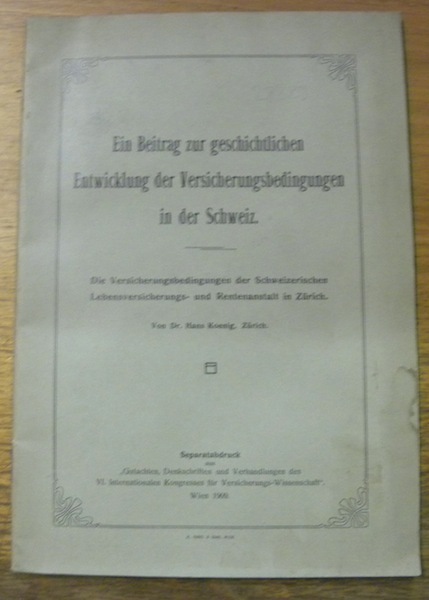 Ein Beitrag zur geschichtlichen
Entwicklung der Versicherungsbedingungen
in der Schweiz.
Die Versicherungsbedingungen der Schweizerischen
Lebensversicherungs- und Rentenanstalt in Zürich.
Von Dr. Hans Koenig, Zürich.
Separatabdruck
aus
„Gutachten, Denkschriften und Verhandlungen des
VI. Internationalen Kongresses für Versicherungs-Wissenschaft“.
Wien 1909.